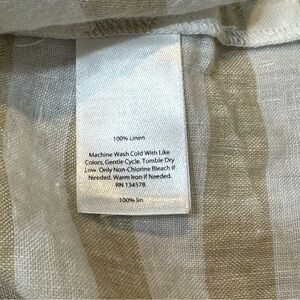 100% Linen
Machine Wash Cold With Like
Colors, Gentle Cycle. Tumble Dry
Low. Only Non-Chlorine Bleach if
Needed. Warm Iron if Needed.
RN 134578
100% lin